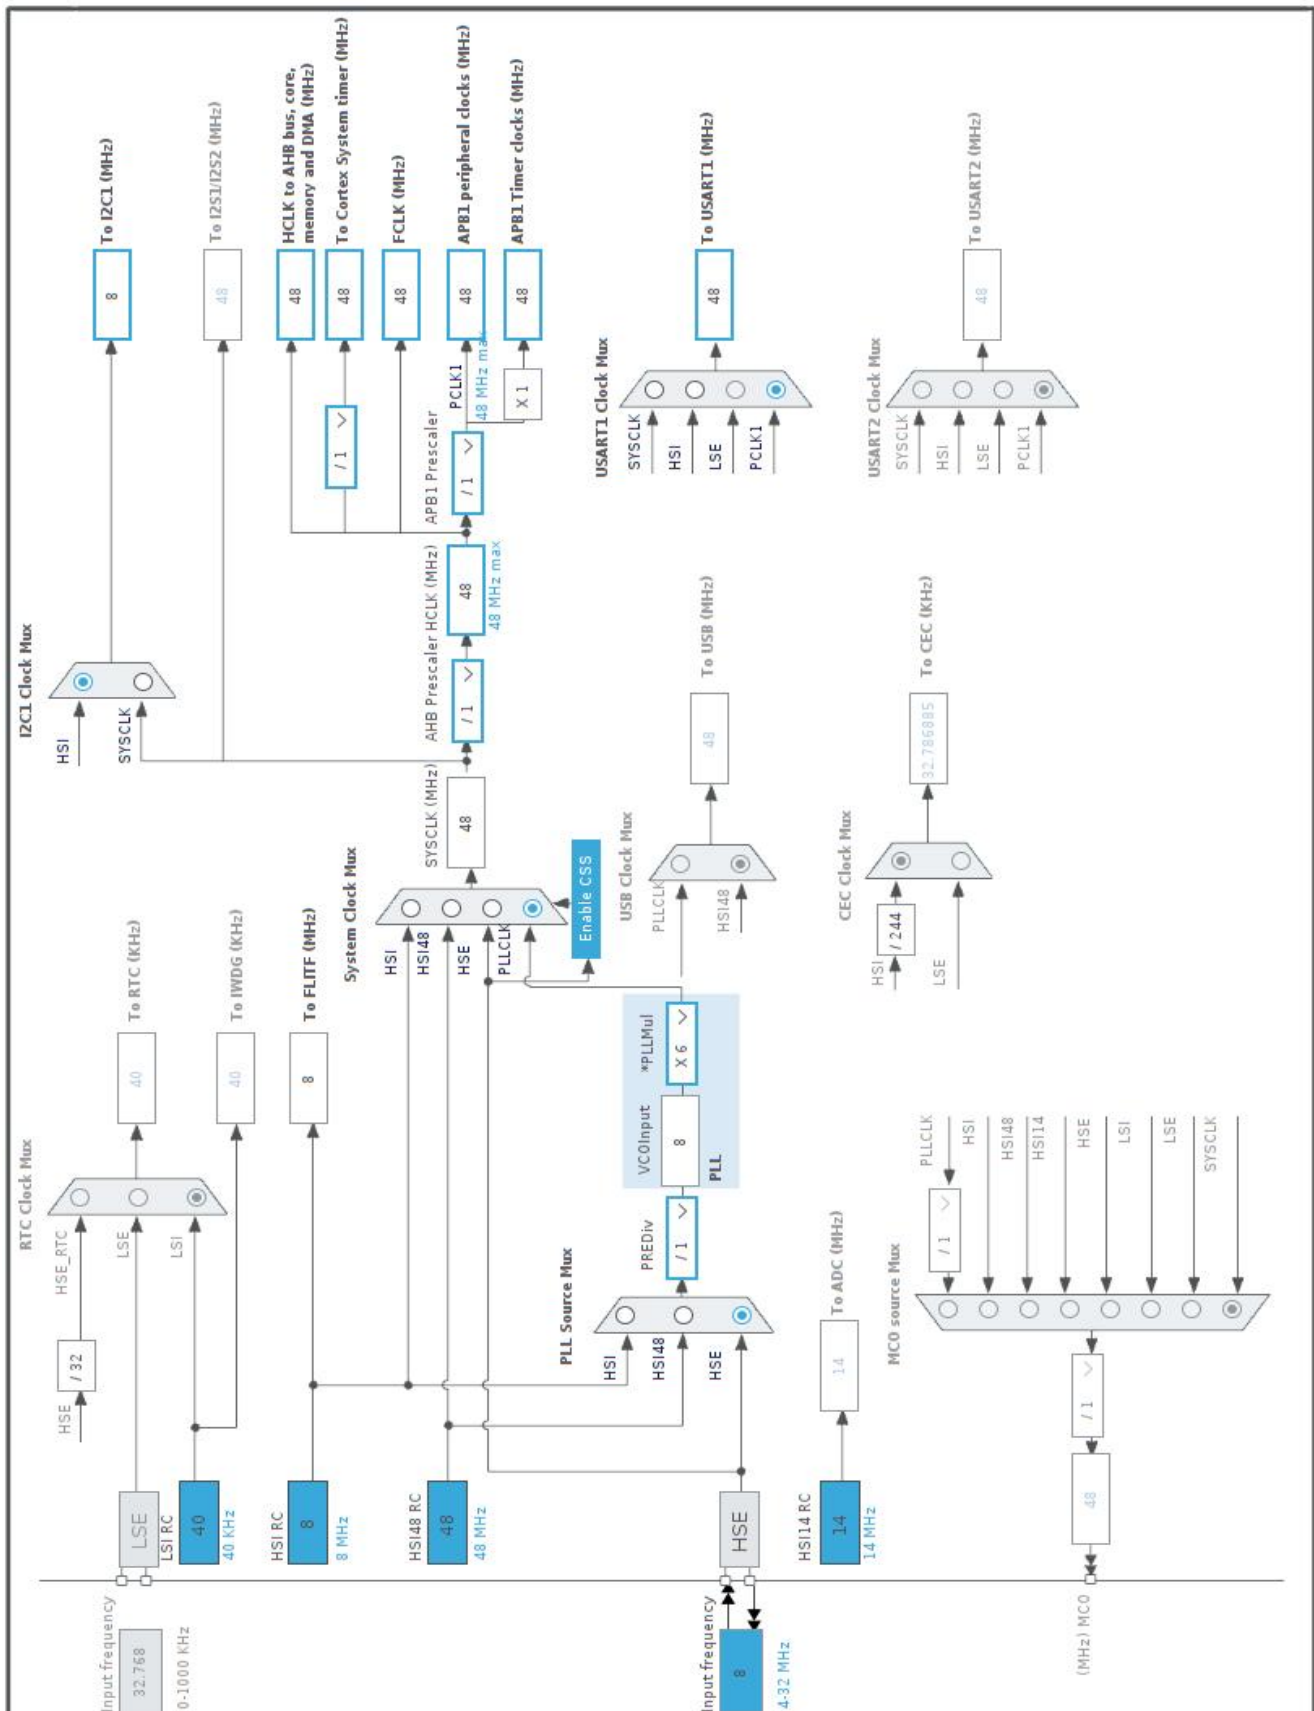 Input frequency
32.768
0-1000 KHz
LSE
LSI RC
40
40 KHz
HSE
/ 32
HSE_RTC
LSE
LSI
RTC Clock Mux
40
To RTC (KHz)
40
To IWDG (KHz)
HSI RC
8
8 MHz
8
To FLITF (MHz)
HSI48 RC
48
48 MHz
System Clock Mux
HSI
HSI48
HSE
PLLCLK
Enable CSS
SYSCLK (MHz)
48
I2C1 Clock Mux
HSI
SYSCLK
8
To I2C1 (MHz)
48
To I2S1/I2S2 (MHz)
AHB Prescaler
/ 1
HCLK (MHz)
48
48 MHz max
/ 1
48
HCLK to AHB bus, core,
memory and DMA (MHz)
48
To Cortex System timer (MHz)
48
FCLK (MHz)
APB1 Prescaler
/ 1
PCLK1
48 MHz max
48
APB1 peripheral clocks (MHz)
X 1
48
APB1 Timer clocks (MHz)
Input frequency
8
4-32 MHz
HSE
PLL Source Mux
HSI
HSI48
HSE
PREDiv
/ 1
VCOInput
8
*PLLMul
X 6
PLL
USB Clock Mux
PLLCLK
HSI48
48
To USB (MHz)
USART1 Clock Mux
SYSCLK
HSI
LSE
PCLK1
48
To USART1 (MHz)
HSI14 RC
14
14 MHz
14
To ADC (MHz)
CEC Clock Mux
HSI
/ 244
LSE
32.786885
To CEC (KHz)
USART2 Clock Mux
SYSCLK
HSI
LSE
PCLK1
48
To USART2 (MHz)
MCO source Mux
PLLCLK
/ 1
HSI
HSI48
HSI14
HSE
LSI
LSE
SYSCLK
/ 1
48
(MHz) MCO